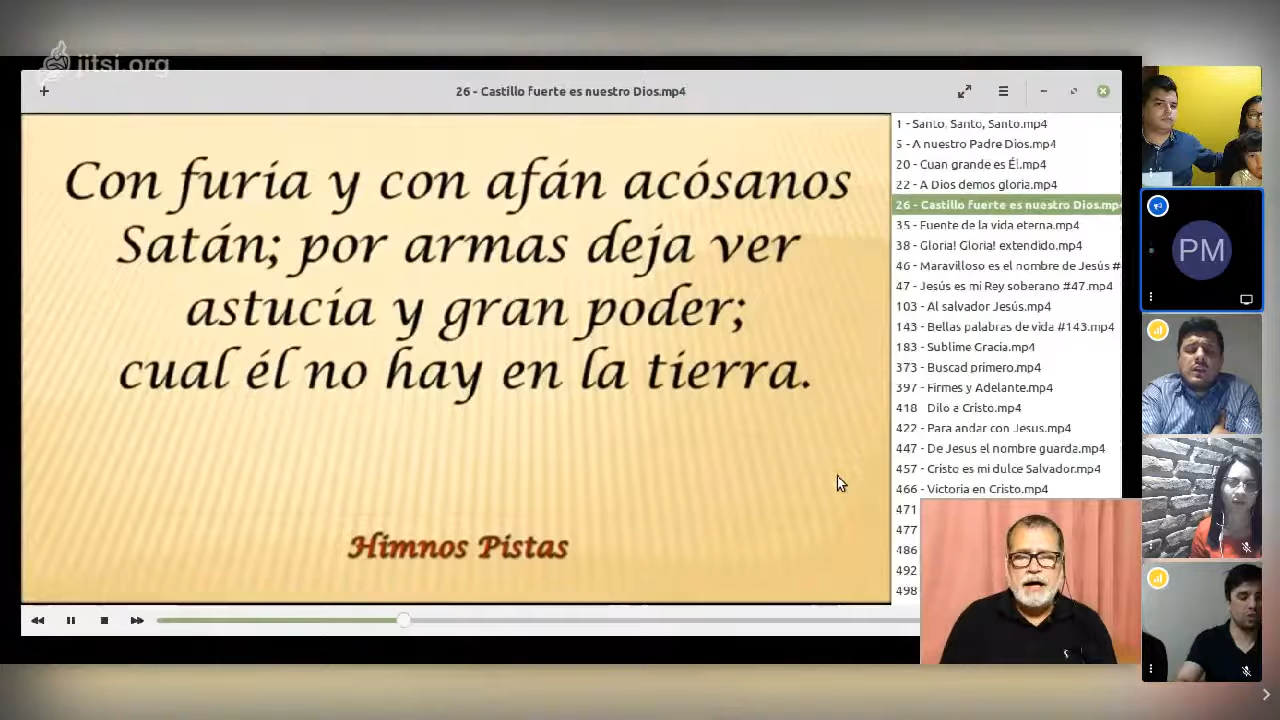 jitsi.org
26 - Castillo fuerte es nuestro Dios.mp4
Con furia y con afán acósanos
Satán; por armas deja ver
astucia y gran poder;
cual él no hay en la tierra.
Himnos Pistas
1 - Santo, Santo, Santo.mp4
5 - A nuestro Padre Dios.mp4
20 - Cuan grande es Él.mp4
22 - A Dios demos gloria.mp4
26 - Castillo fuerte es nuestro Dios.mp
35 - Fuente de la vida eterna.mp4
38 - Gloria! Gloria! extendido.mp4
46 - Maravilloso es el nombre de Jesús #
47 - Jesús es mi Rey soberano #47.mp4
103 - Al salvador Jesús.mp4
143 - Bellas palabras de vida #143.mp4
183 - Sublime Gracia.mp4
373 - Buscad primero.mp4
397 - Firmes y Adelante.mp4
418 - Dilo a Cristo.mp4
422 - Para andar con Jesus.mp4
447 - De Jesus el nombre guarda.mp4
457 - Cristo es mi dulce Salvador.mp4
466 - Victoria en Cristo.mp4
471
477
486
492
498
PM